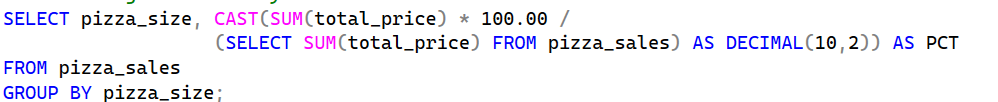 SELECT pizza_size, CAST(SUM(total_price) * 100.00 /
(SELECT SUM(total_price) FROM pizza_sales) AS DECIMAL(10,2)) AS PCT
FROM pizza_sales
GROUP BY pizza_size;